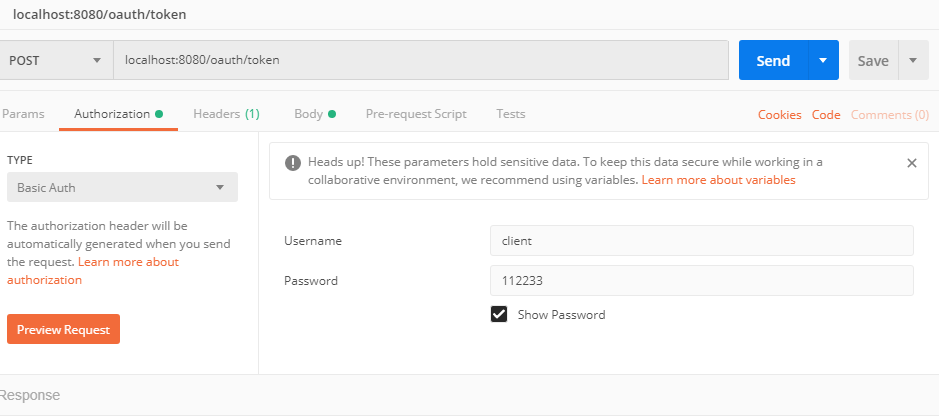 localhost:8080/oauth/token
POST localhost:8080/oauth/token Send Save
Params Authorization Headers (1) Body Pre-request Script Tests Cookies Code Comments (0)
TYPE
Basic Auth
The authorization header will be
automatically generated when you send
the request. Learn more about
authorization
Preview Request
Heads up! These parameters hold sensitive data. To keep this data secure while working in a
collaborative environment, we recommend using variables. Learn more about variables
Username client
Password 112233
Show Password
Response